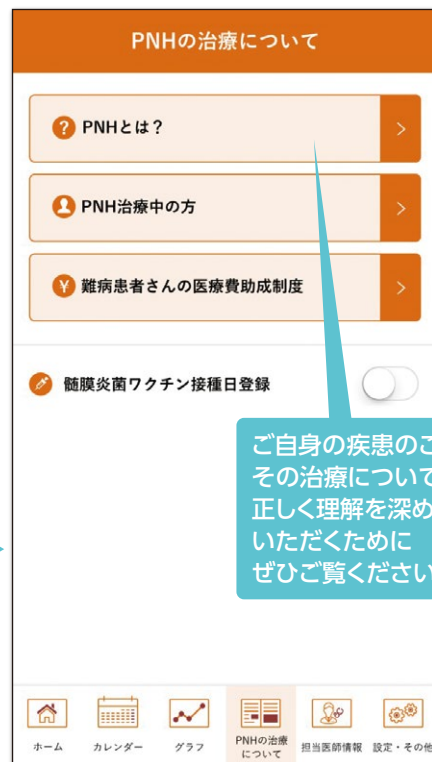 PNHの治療について
? PNHとは？ >
PNH治療中の方 >
¥ 難病患者さんの医療費助成制度 >
髄膜炎菌ワクチン接種日登録
ご自身の疾患のこ
その治療について
正しく理解を深め
いただくために
ぜひご覧ください
ホーム
カレンダー
グラフ
PNHの治療
について
担当医師情報
設定・その他